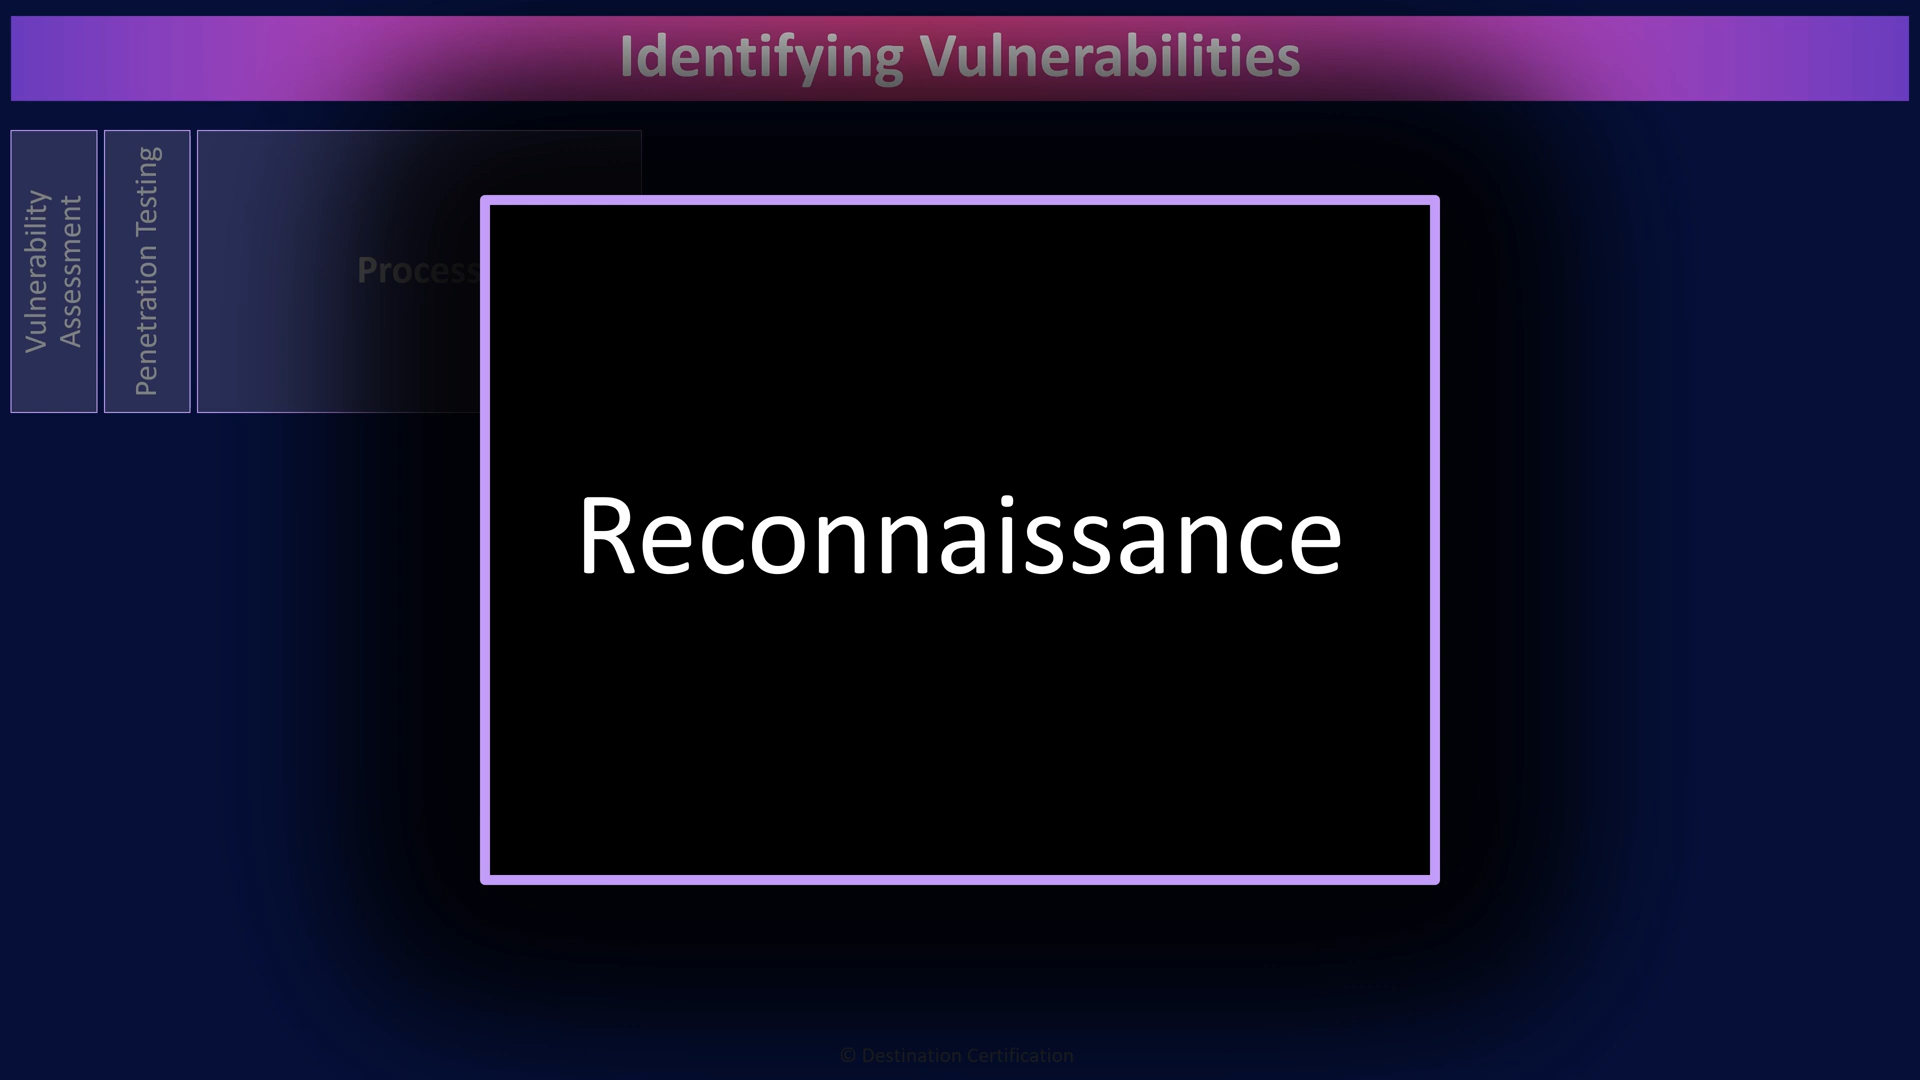 Identifying Vulnerabilities
Vulnerability
Assessment
Penetration Testing
Process
Reconnaissance
© Destination Certification